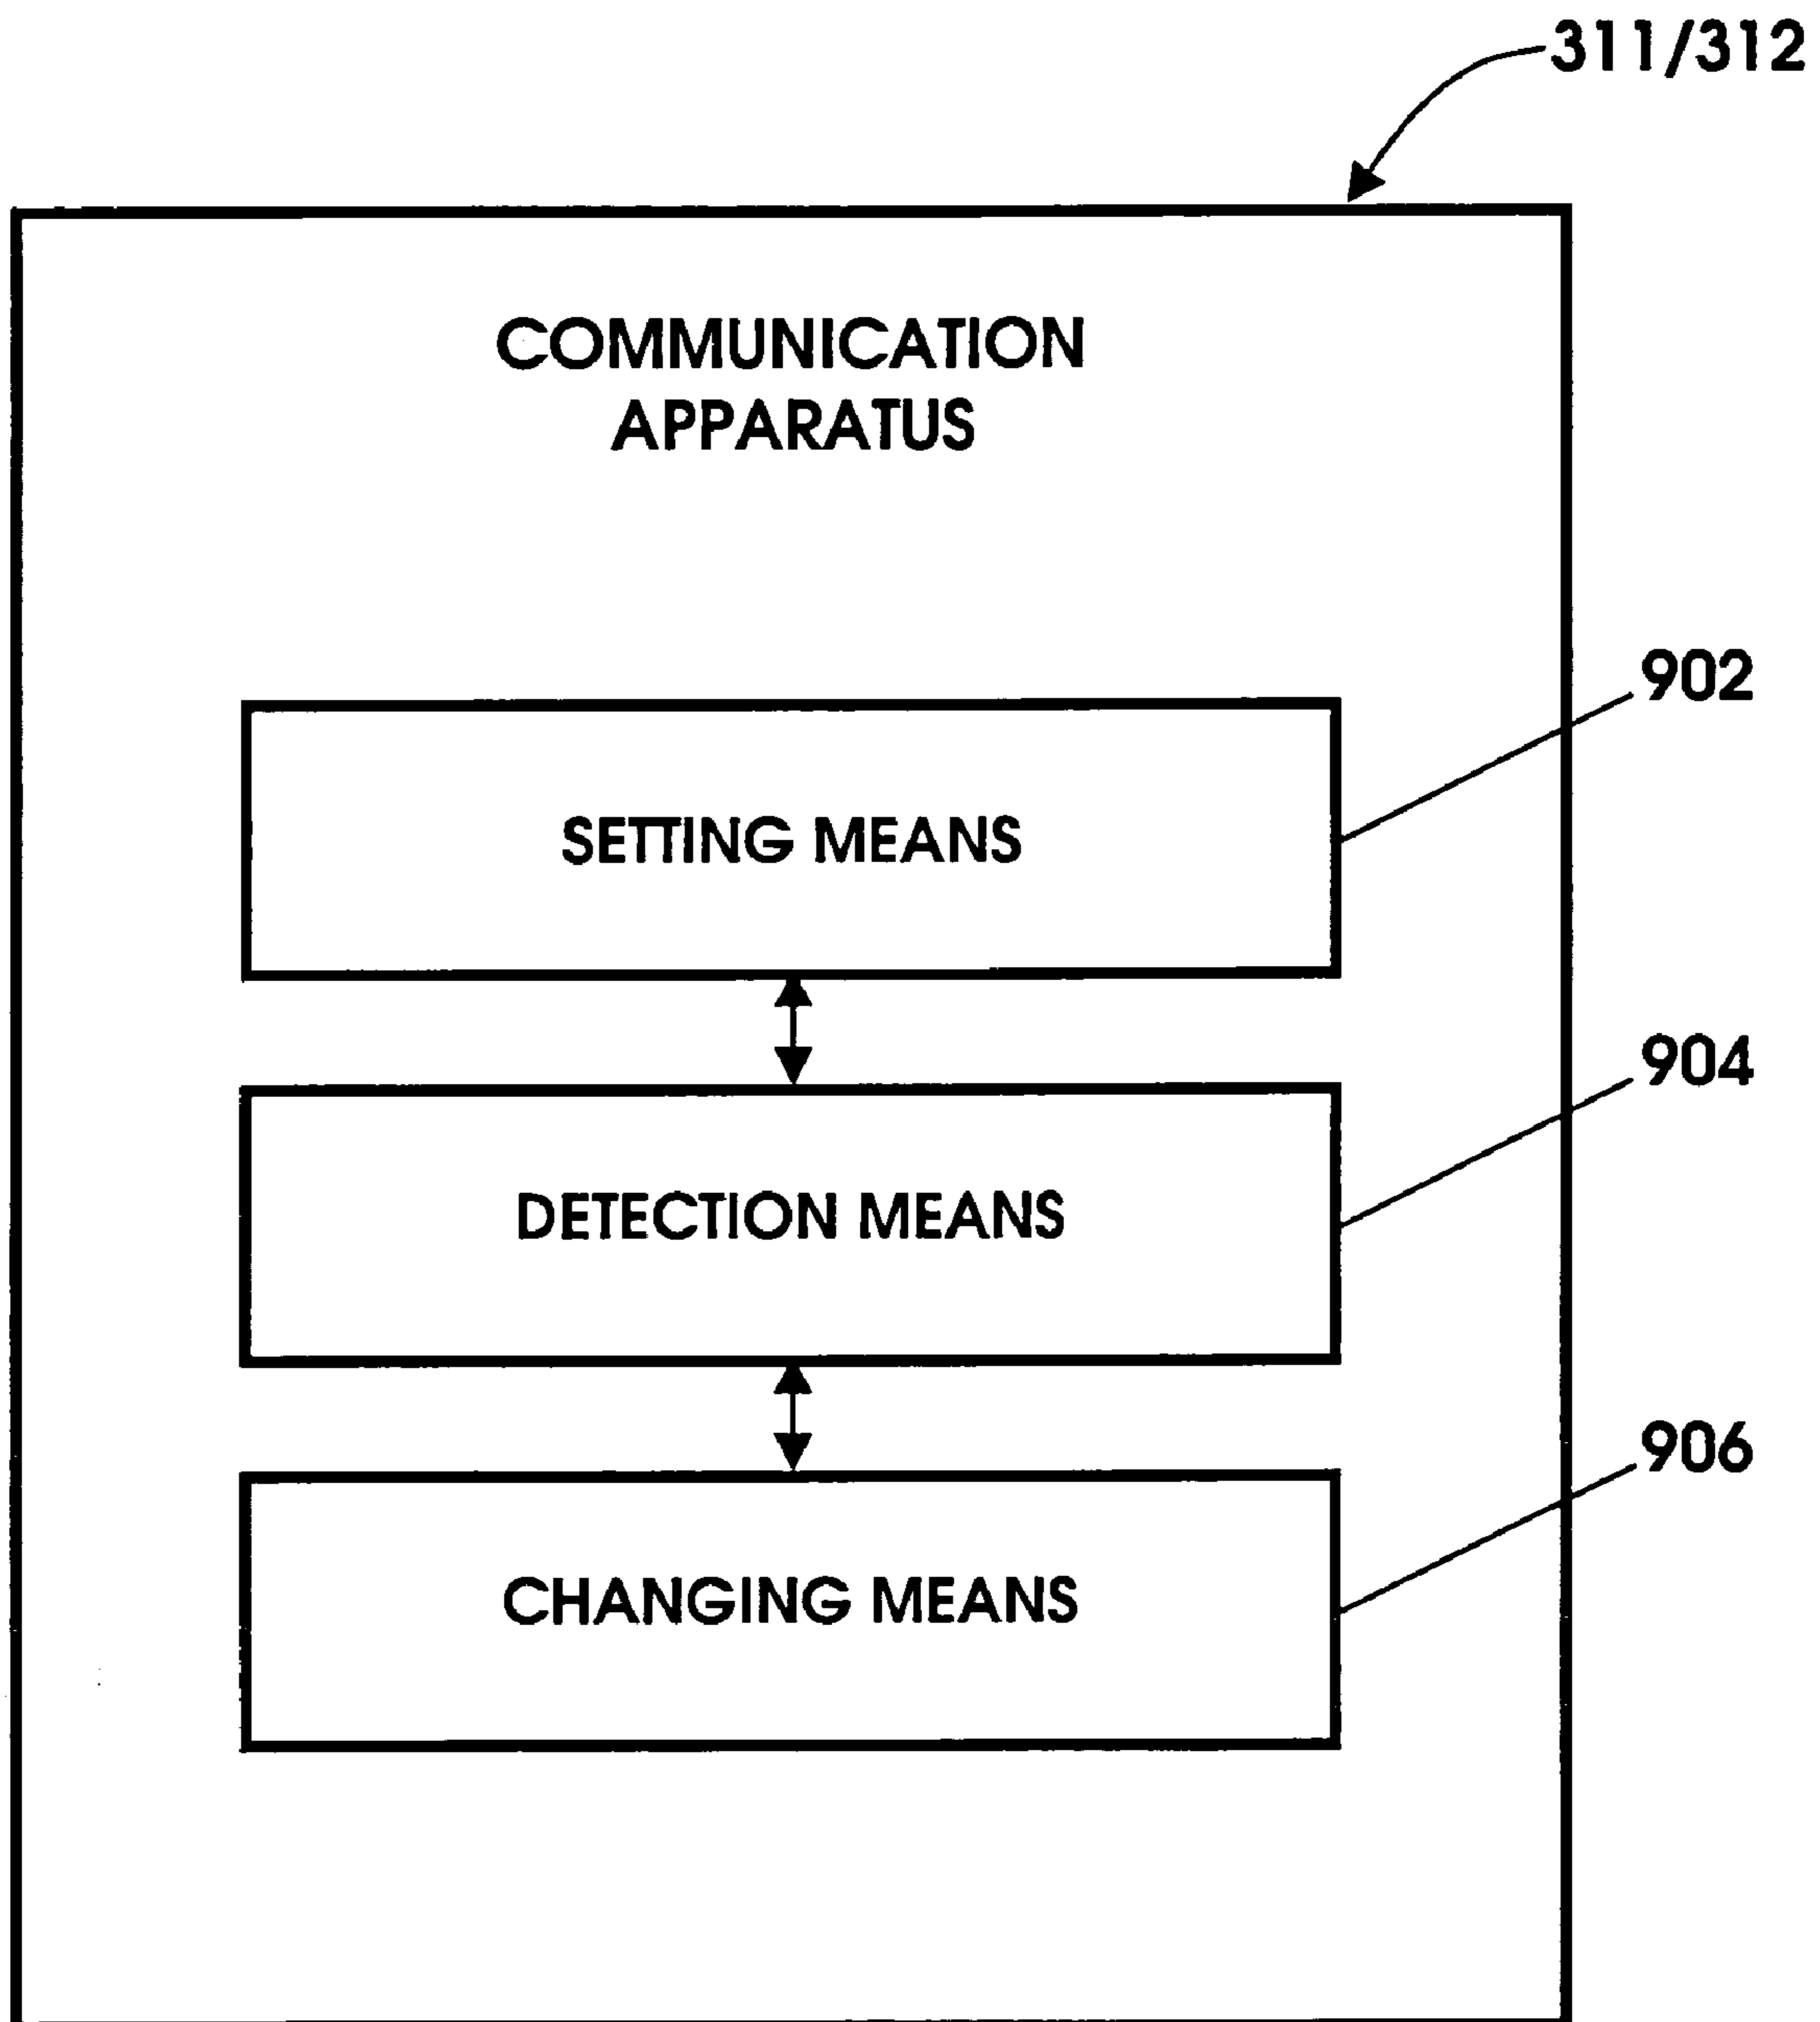 311/312
COMMUNICATION
APPARATUS
902
SETTING MEANS
904
DETECTION MEANS
906
CHANGING MEANS